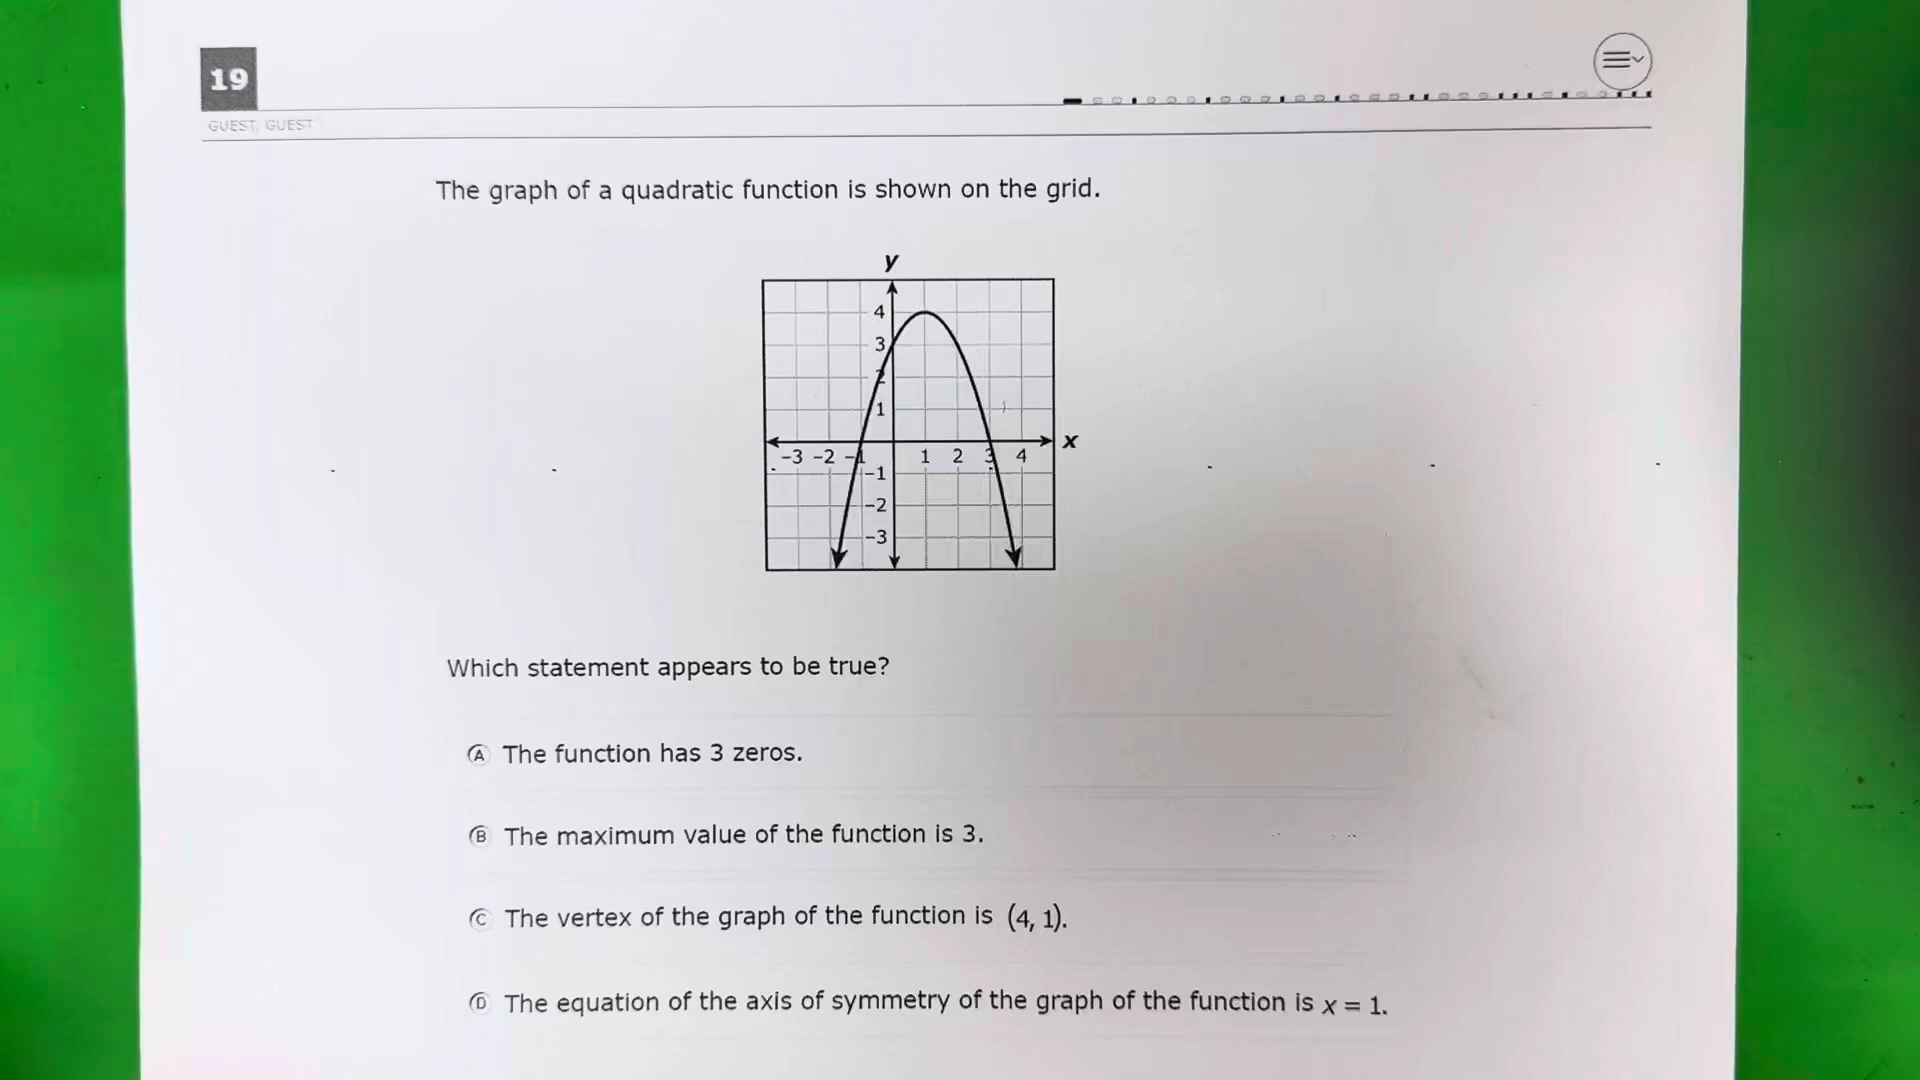 19
GUEST, GUEST
The graph of a quadratic function is shown on the grid.
y
4
3
2
1
x
−3 −2 −1 1 2 3 4
−1
−2
−3
Which statement appears to be true?
Ⓐ The function has 3 zeros.
Ⓑ The maximum value of the function is 3.
Ⓒ The vertex of the graph of the function is (4, 1).
Ⓓ The equation of the axis of symmetry of the graph of the function is x = 1.